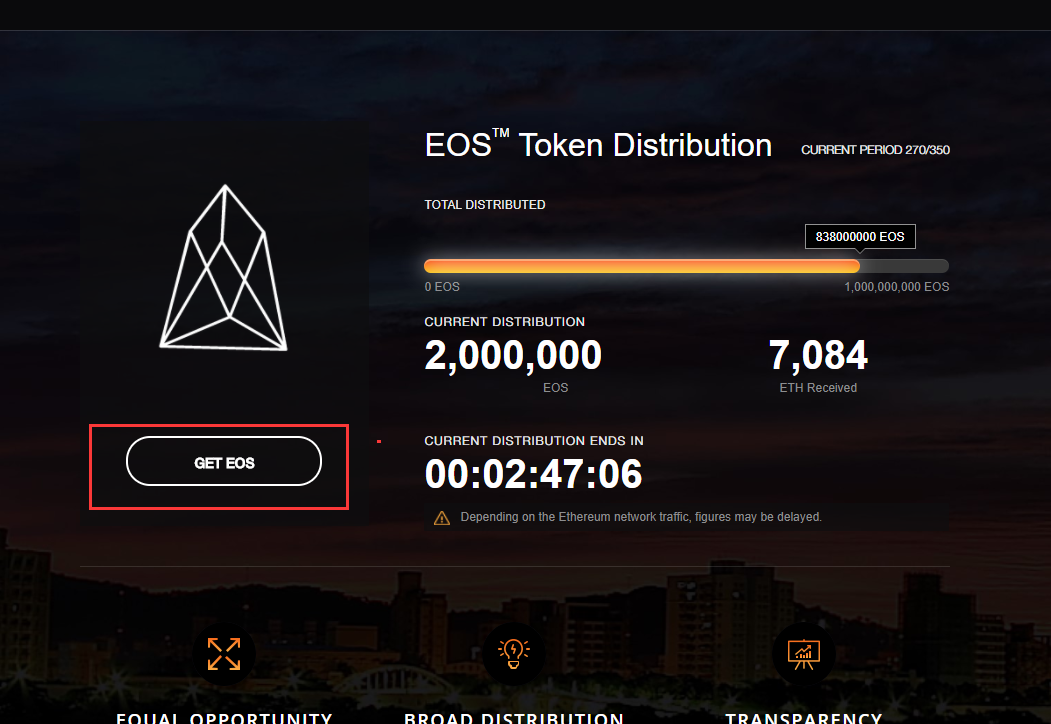 EOS™ Token Distribution
CURRENT PERIOD 270/350
TOTAL DISTRIBUTED
838000000 EOS
0 EOS
1,000,000,000 EOS
CURRENT DISTRIBUTION
2,000,000
EOS
7,084
ETH Received
GET EOS
CURRENT DISTRIBUTION ENDS IN
00:02:47:06
Depending on the Ethereum network traffic, figures may be delayed.
EQUAL OPPORTUNITY
BROAD DISTRIBUTION
TRANSPARENCY